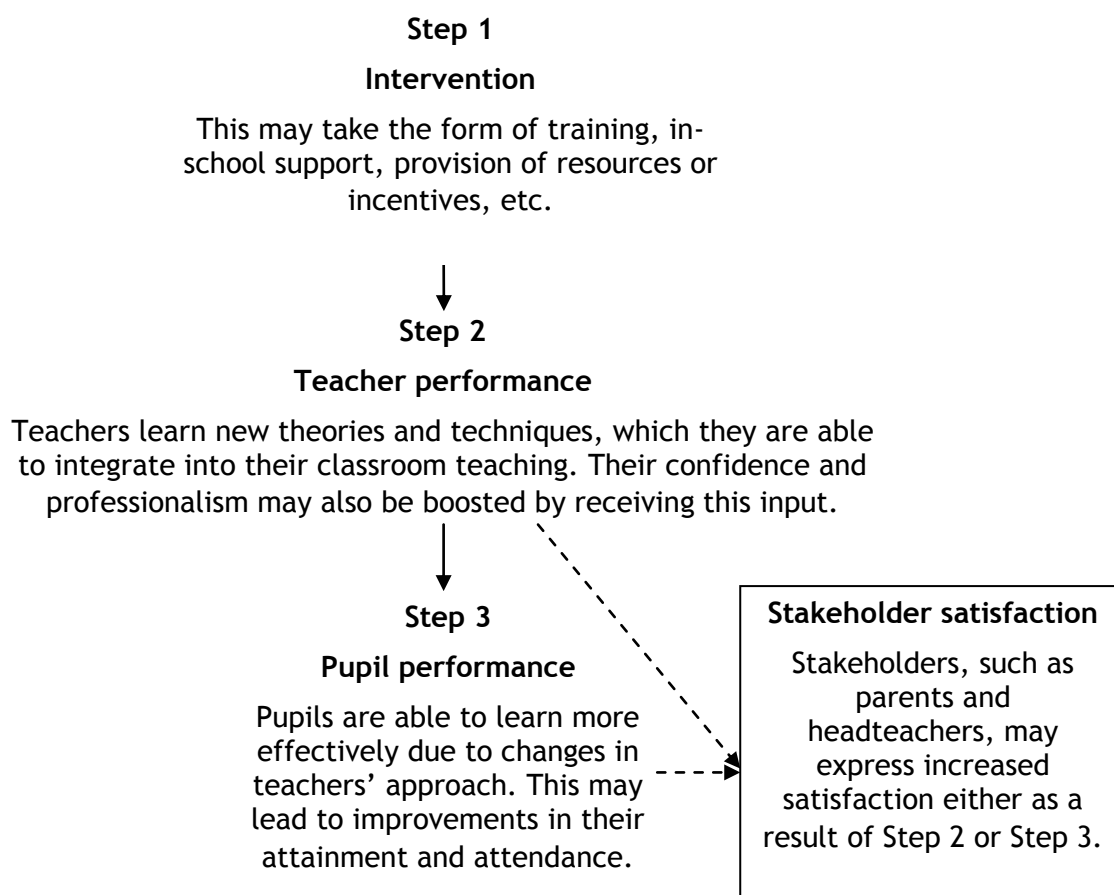 Step 1
Intervention
This may take the form of training, in-
school support, provision of resources or
incentives, etc.
Step 2
Teacher performance
Teachers learn new theories and techniques, which they are able
to integrate into their classroom teaching. Their confidence and
professionalism may also be boosted by receiving this input.
Step 3
Pupil performance
Pupils are able to learn more
effectively due to changes in
teachers’ approach. This may
lead to improvements in their
attainment and attendance.
Stakeholder satisfaction
Stakeholders, such as
parents and
headteachers, may
express increased
satisfaction either as a
result of Step 2 or Step 3.